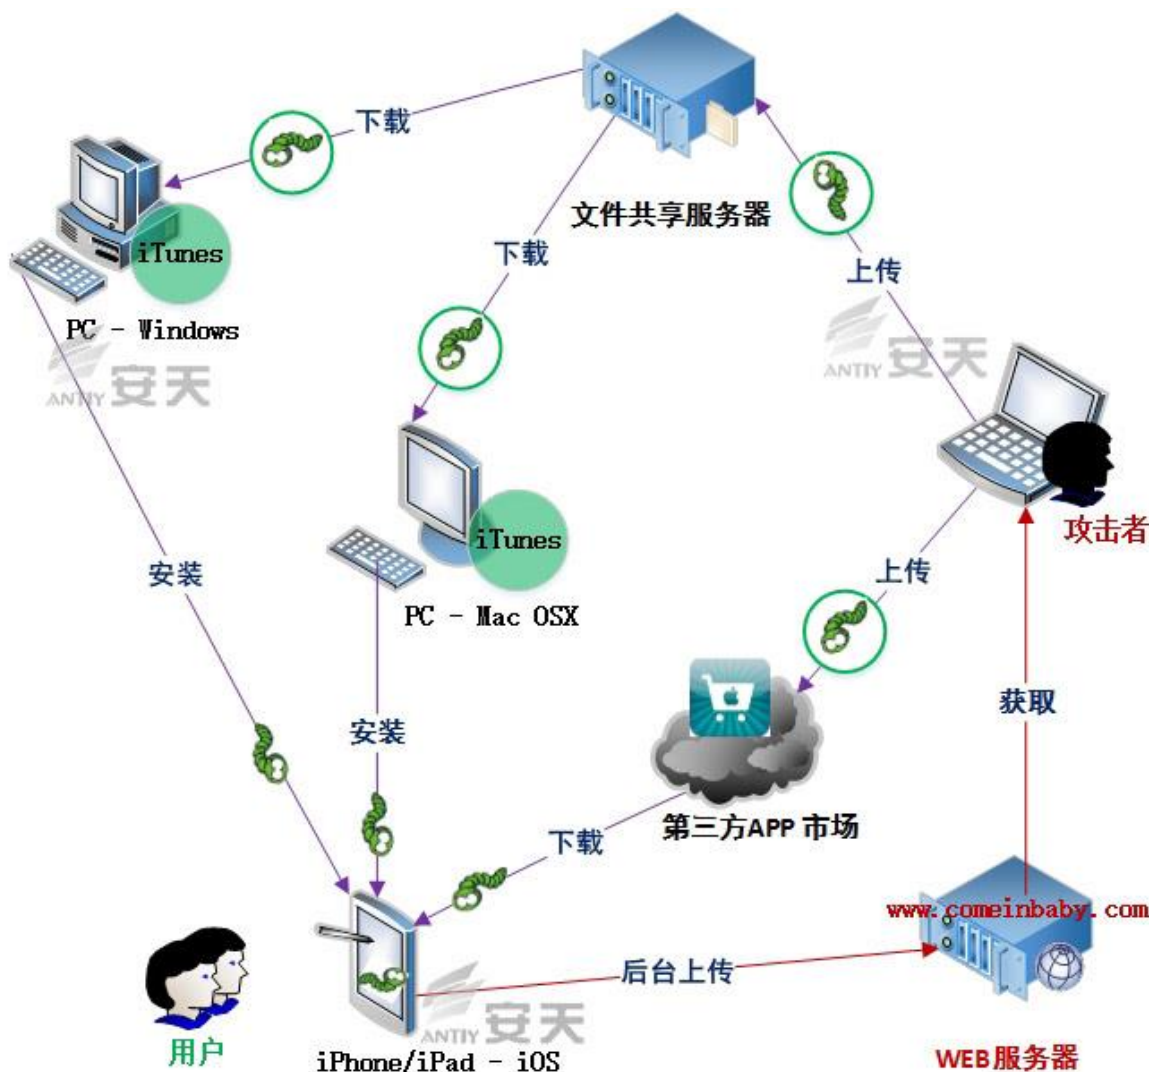 下载
文件共享服务器
iTunes
下载
上传
PC - Windows
ANTIY 安天
ANTIY 安天
iTunes
攻击者
安装
上传
PC - Mac OSX
安装
获取
第三方APP 市场
下载
www.comeinbaby.com
后台上传
ANTIY 安天
用户
iPhone/iPad - iOS
WEB服务器